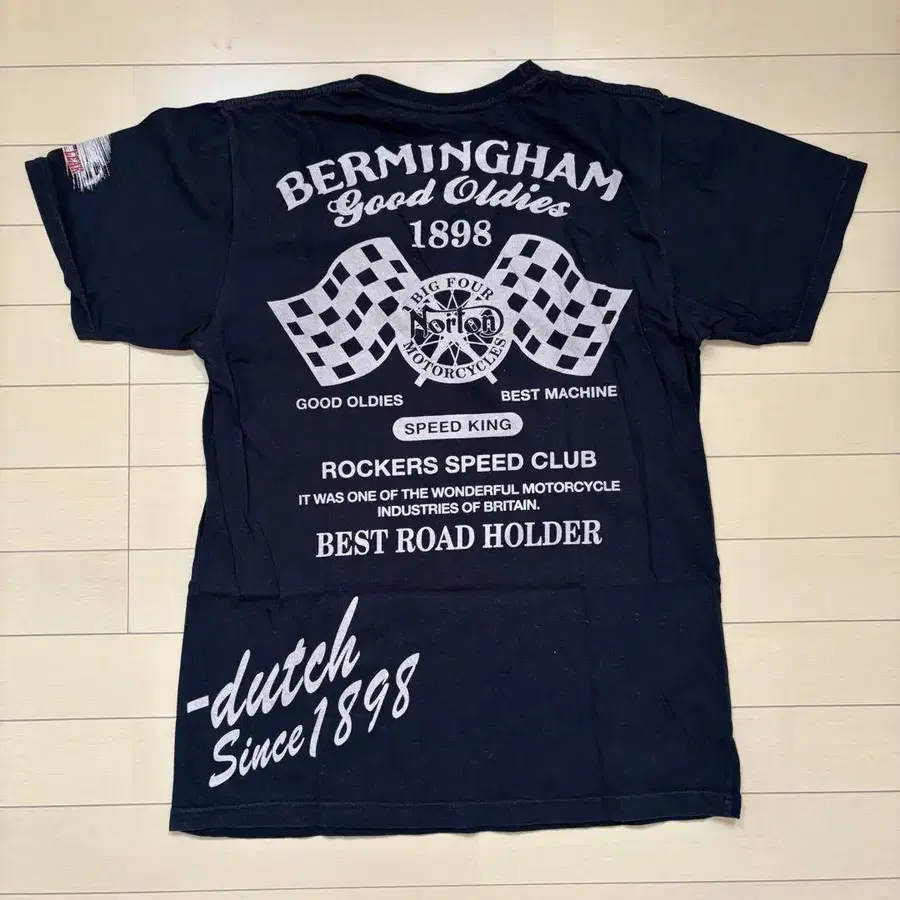 BERMINGHAM
Good Oldies
1898
BIG FOUR
Norton
MOTORCYCLES
GOOD OLDIES
BEST MACHINE
SPEED KING
ROCKERS SPEED CLUB
IT WAS ONE OF THE WONDERFUL MOTORCYCLE
INDUSTRIES OF BRITAIN.
BEST ROAD HOLDER
-dutch
Since 1898